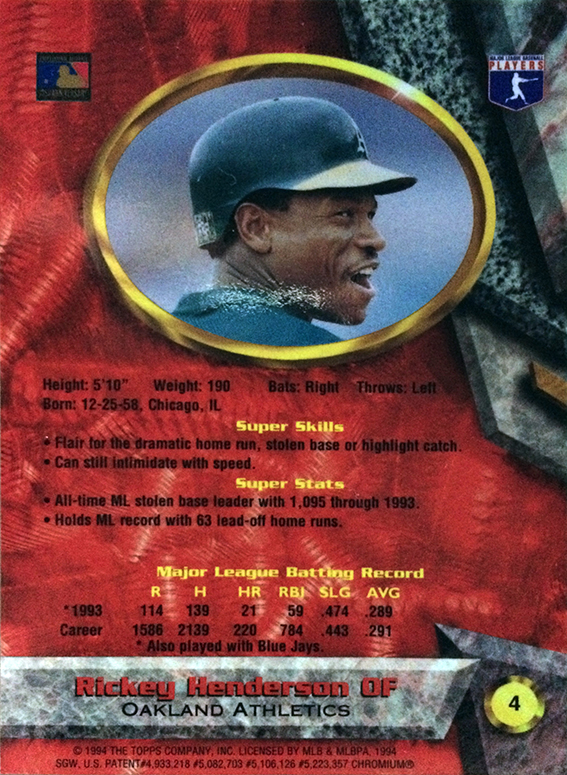 MAJOR LEAGUE BASEBALL
PLAYERS
A
Height: 5'10" Weight: 190 Bats: Right Throws: Left
Born: 12-25-58, Chicago, IL
Super Skills
• Flair for the dramatic home run, stolen base or highlight catch.
• Can still intimidate with speed.
Super Stats
• All-time ML stolen base leader with 1,095 through 1993.
• Holds ML record with 63 lead-off home runs.
Major League Batting Record
R H HR RBI SLG AVG
*1993 114 139 21 59 .474 .289
Career 1586 2139 220 784 .443 .291
* Also played with Blue Jays.
Rickey Henderson OF
OAKLAND ATHLETICS
4
© 1994 THE TOPPS COMPANY, INC. LICENSED BY MLB & MLBPA, 1994
SGW, U.S. PATENT#4,933,218 #5,082,703 #5,106,126 #5,223,357 CHROMIUM®